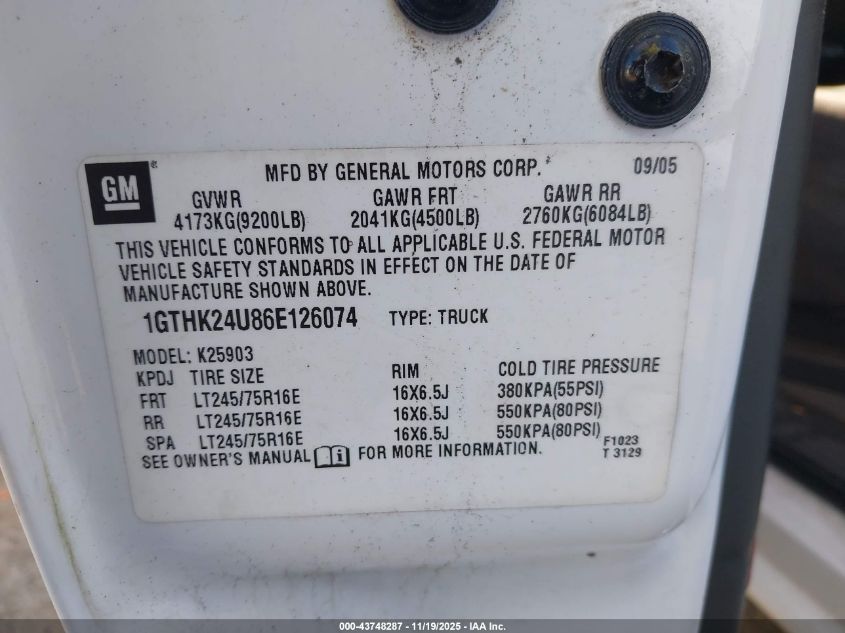 GM
MFD BY GENERAL MOTORS CORP. 09/05
GVWR GAWR FRT GAWR RR
4173KG(9200LB) 2041KG(4500LB) 2760KG(6084LB)
THIS VEHICLE CONFORMS TO ALL APPLICABLE U.S. FEDERAL MOTOR
VEHICLE SAFETY STANDARDS IN EFFECT ON THE DATE OF
MANUFACTURE SHOWN ABOVE.
1GTHK24U86E126074 TYPE: TRUCK
MODEL: K25903
KPDJ TIRE SIZE RIM COLD TIRE PRESSURE
FRT LT245/75R16E 16X6.5J 380KPA(55PSI)
RR LT245/75R16E 16X6.5J 550KPA(80PSI)
SPA LT245/75R16E 16X6.5J 550KPA(80PSI)
SEE OWNER'S MANUAL i FOR MORE INFORMATION.
F1023
T 3129
000-43748287 - 11/19/2025 - IAA Inc.